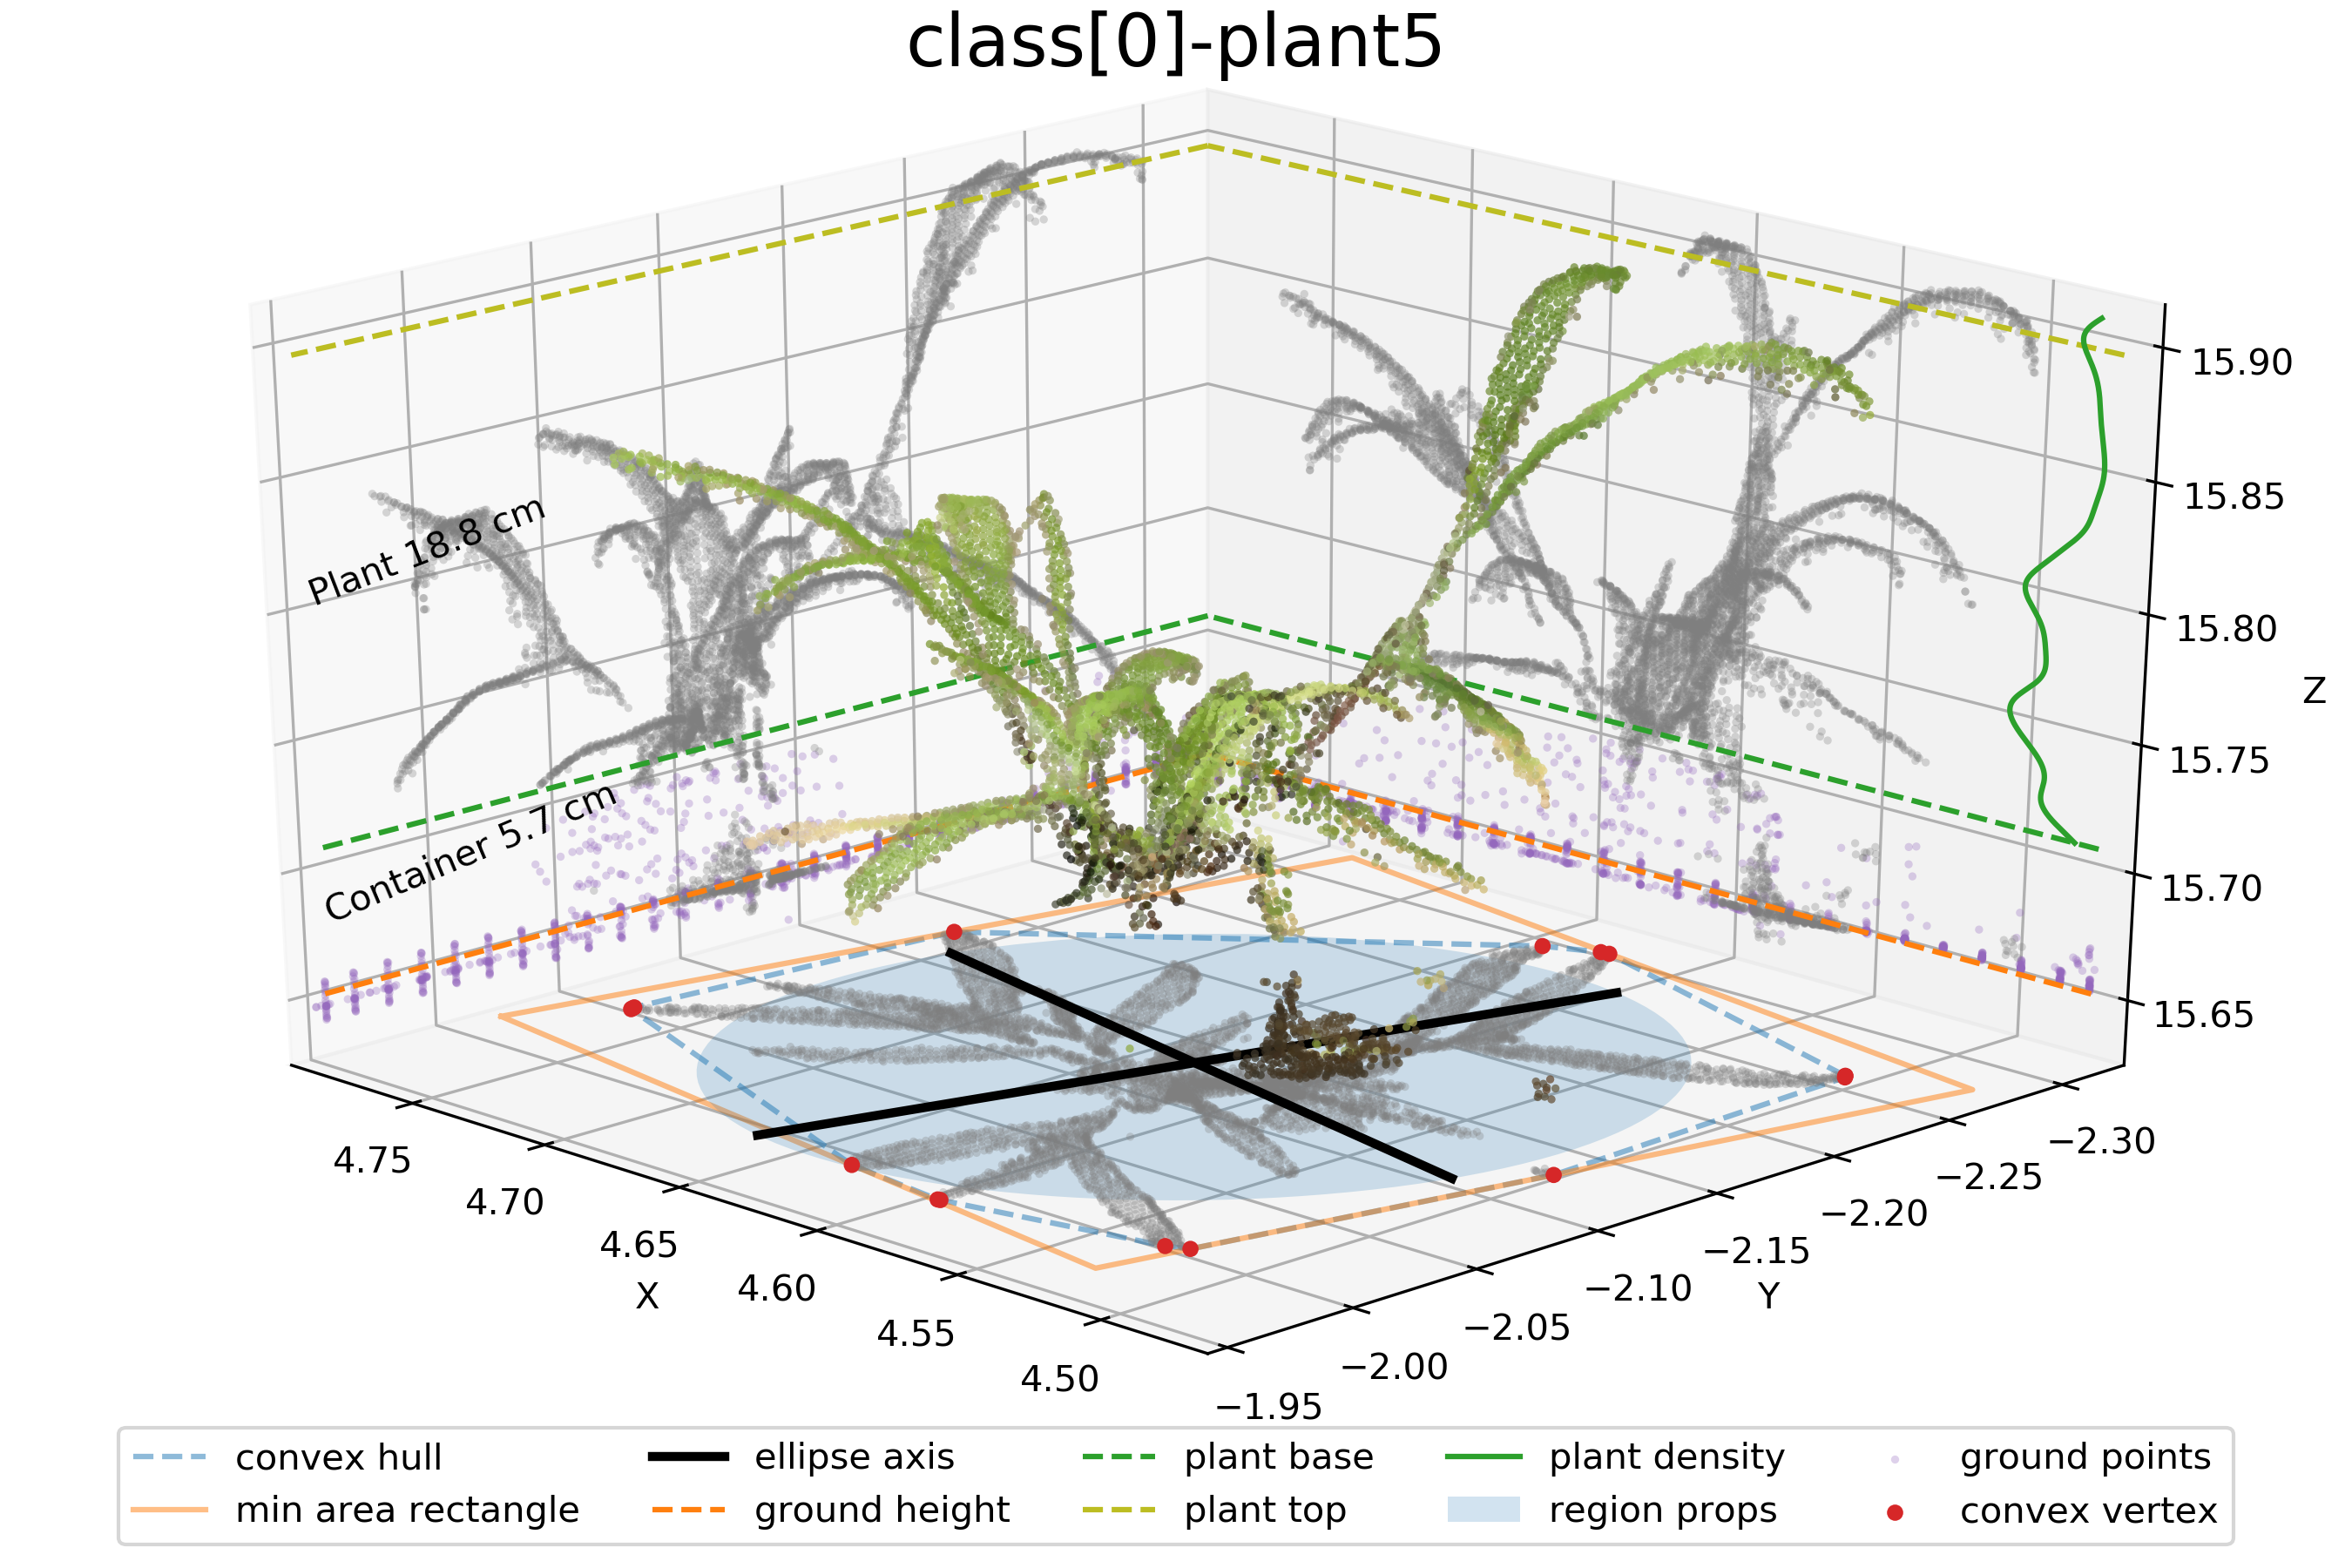 class[0]-plant5
Plant 18.8 cm
Container 5.7 cm
15.90
15.85
15.80
15.75
15.70
15.65
Z
4.75
4.70
4.65
4.60
4.55
4.50
X
−2.30
−2.25
−2.20
−2.15
−2.10
−2.05
−2.00
−1.95
Y
convex hull
min area rectangle
ellipse axis
ground height
plant base
plant top
plant density
region props
ground points
convex vertex